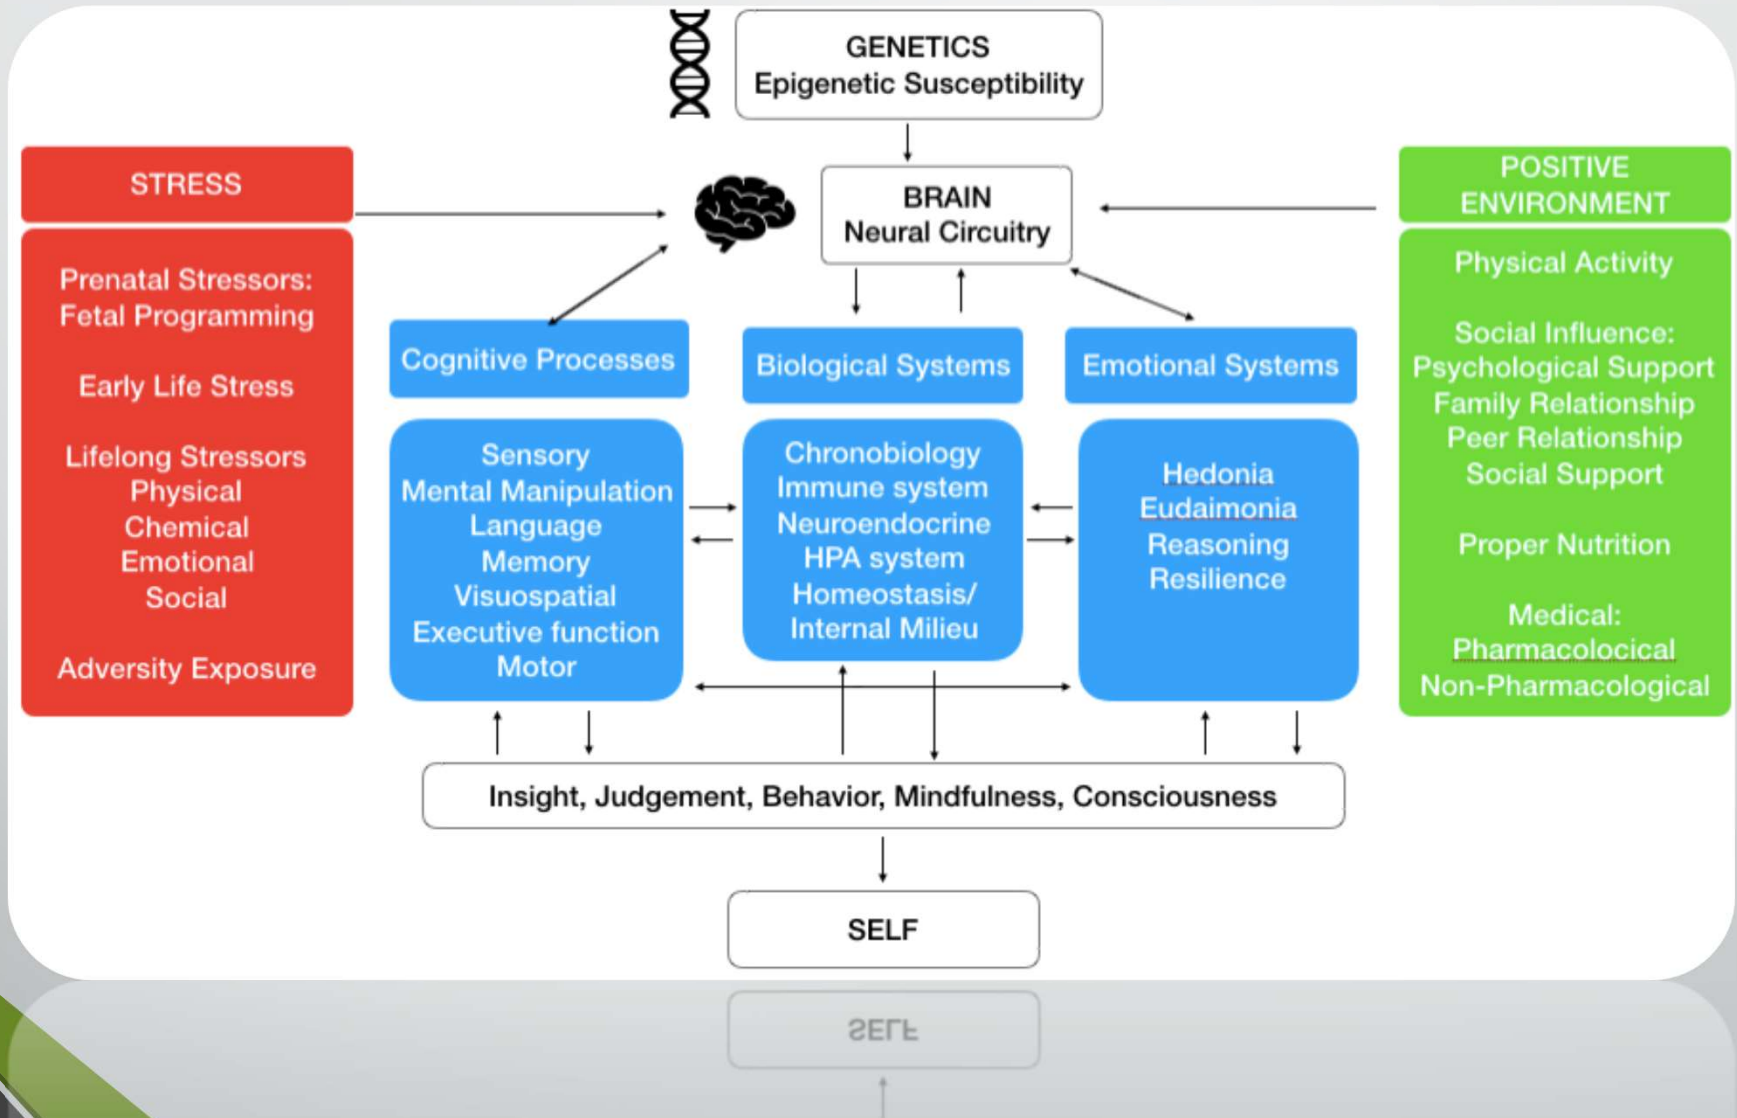 GENETICS
Epigenetic Susceptibility
BRAIN
Neural Circuitry
STRESS
Prenatal Stressors:
Fetal Programming
Early Life Stress
Lifelong Stressors
Physical
Chemical
Emotional
Social
Adversity Exposure
Cognitive Processes
Sensory
Mental Manipulation
Language
Memory
Visuospatial
Executive function
Motor
Biological Systems
Chronobiology
Immune system
Neuroendocrine
HPA system
Homeostasis/
Internal Milieu
Emotional Systems
Hedonia
Eudaimonia
Reasoning
Resilience
POSITIVE
ENVIRONMENT
Physical Activity
Social Influence:
Psychological Support
Family Relationship
Peer Relationship
Social Support
Proper Nutrition
Medical:
Pharmacolocical
Non-Pharmacological
Insight, Judgement, Behavior, Mindfulness, Consciousness
SELF
SELF